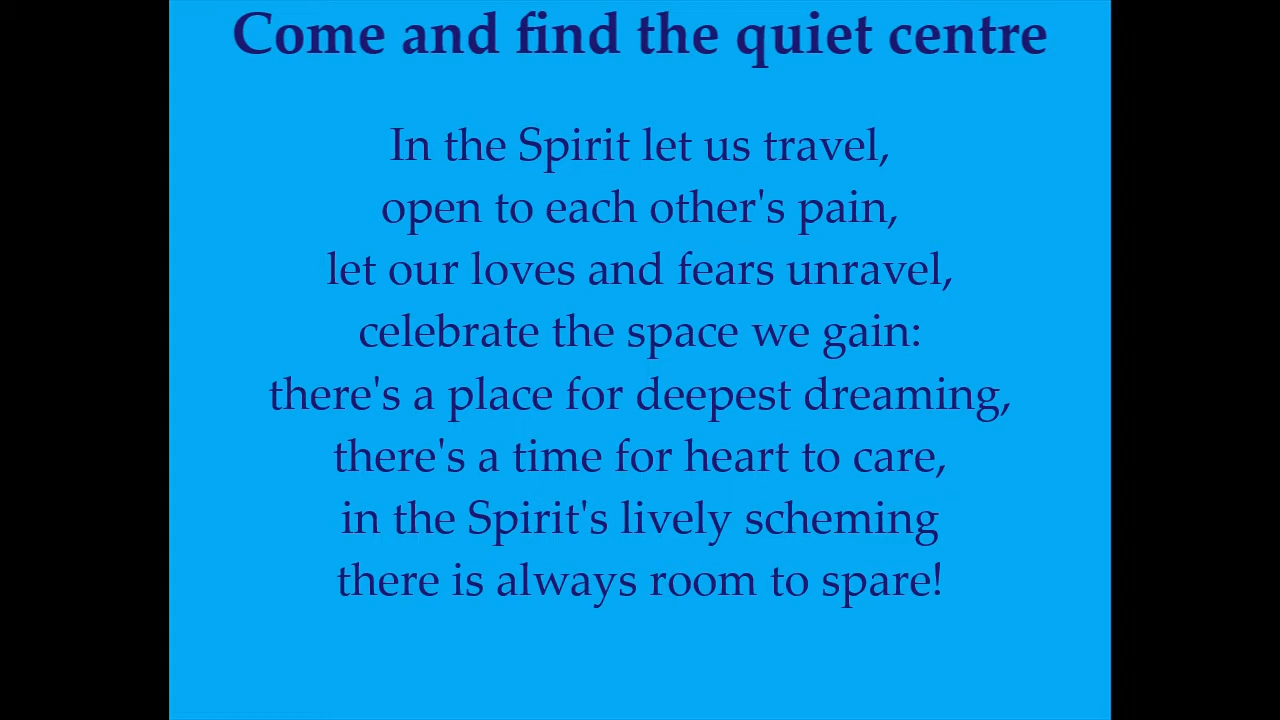 Come and find the quiet centre
In the Spirit let us travel,
open to each other's pain,
let our loves and fears unravel,
celebrate the space we gain:
there's a place for deepest dreaming,
there's a time for heart to care,
in the Spirit's lively scheming
there is always room to spare!